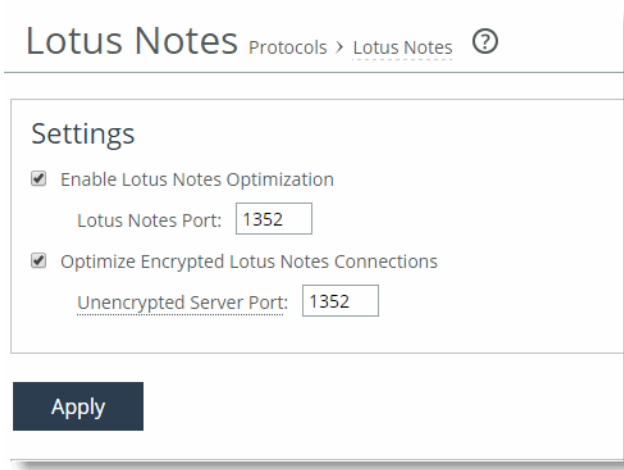 Lotus Notes Protocols › Lotus Notes ?
Settings
Enable Lotus Notes Optimization
Lotus Notes Port: 1352
Optimize Encrypted Lotus Notes Connections
Unencrypted Server Port: 1352
Apply